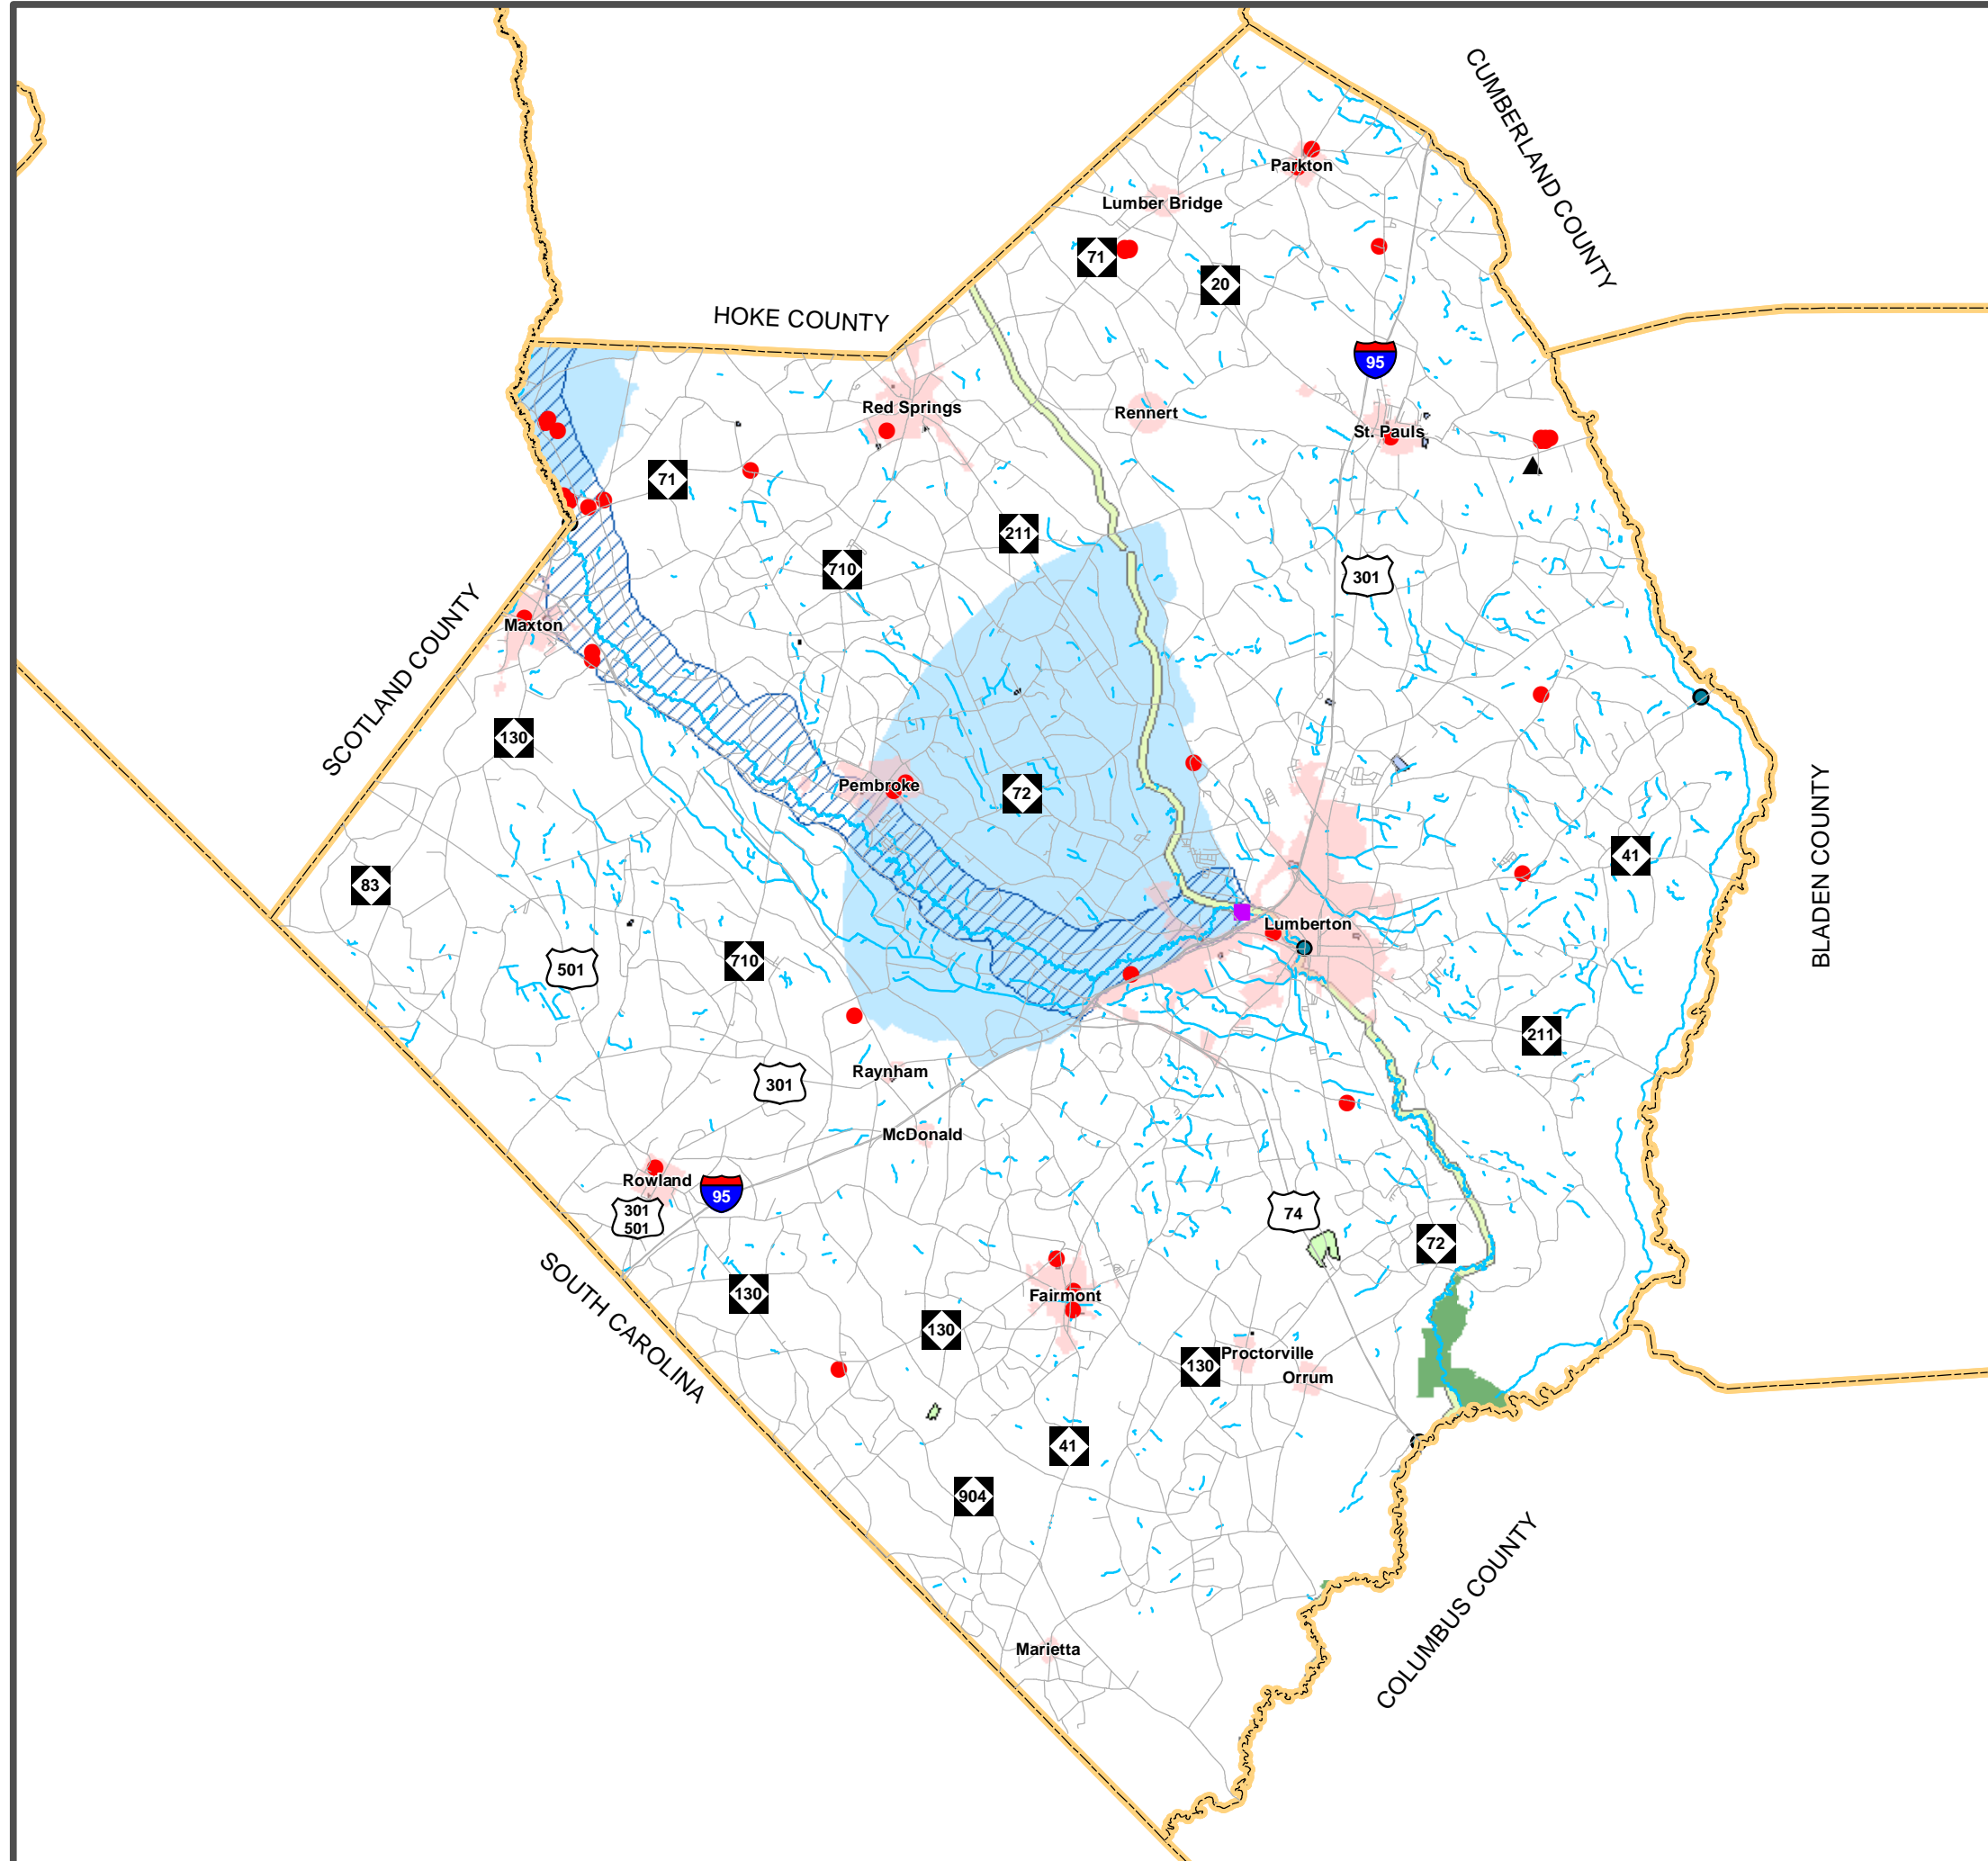 CUMBERLAND COUNTY
Parkton
Lumber Bridge
71
20
HOKE COUNTY
95
Red Springs
Rennert
St. Pauls
71
211
710
301
SCOTLAND COUNTY
Maxton
130
Pembroke
72
BLADEN COUNTY
41
83
Lumberton
501
710
211
Raynham
301
McDonald
Rowland
95
301
501
74
72
SOUTH CAROLINA
130
Fairmont
130
Proctorville
130
Orrum
41
904
COLUMBUS COUNTY
Marietta